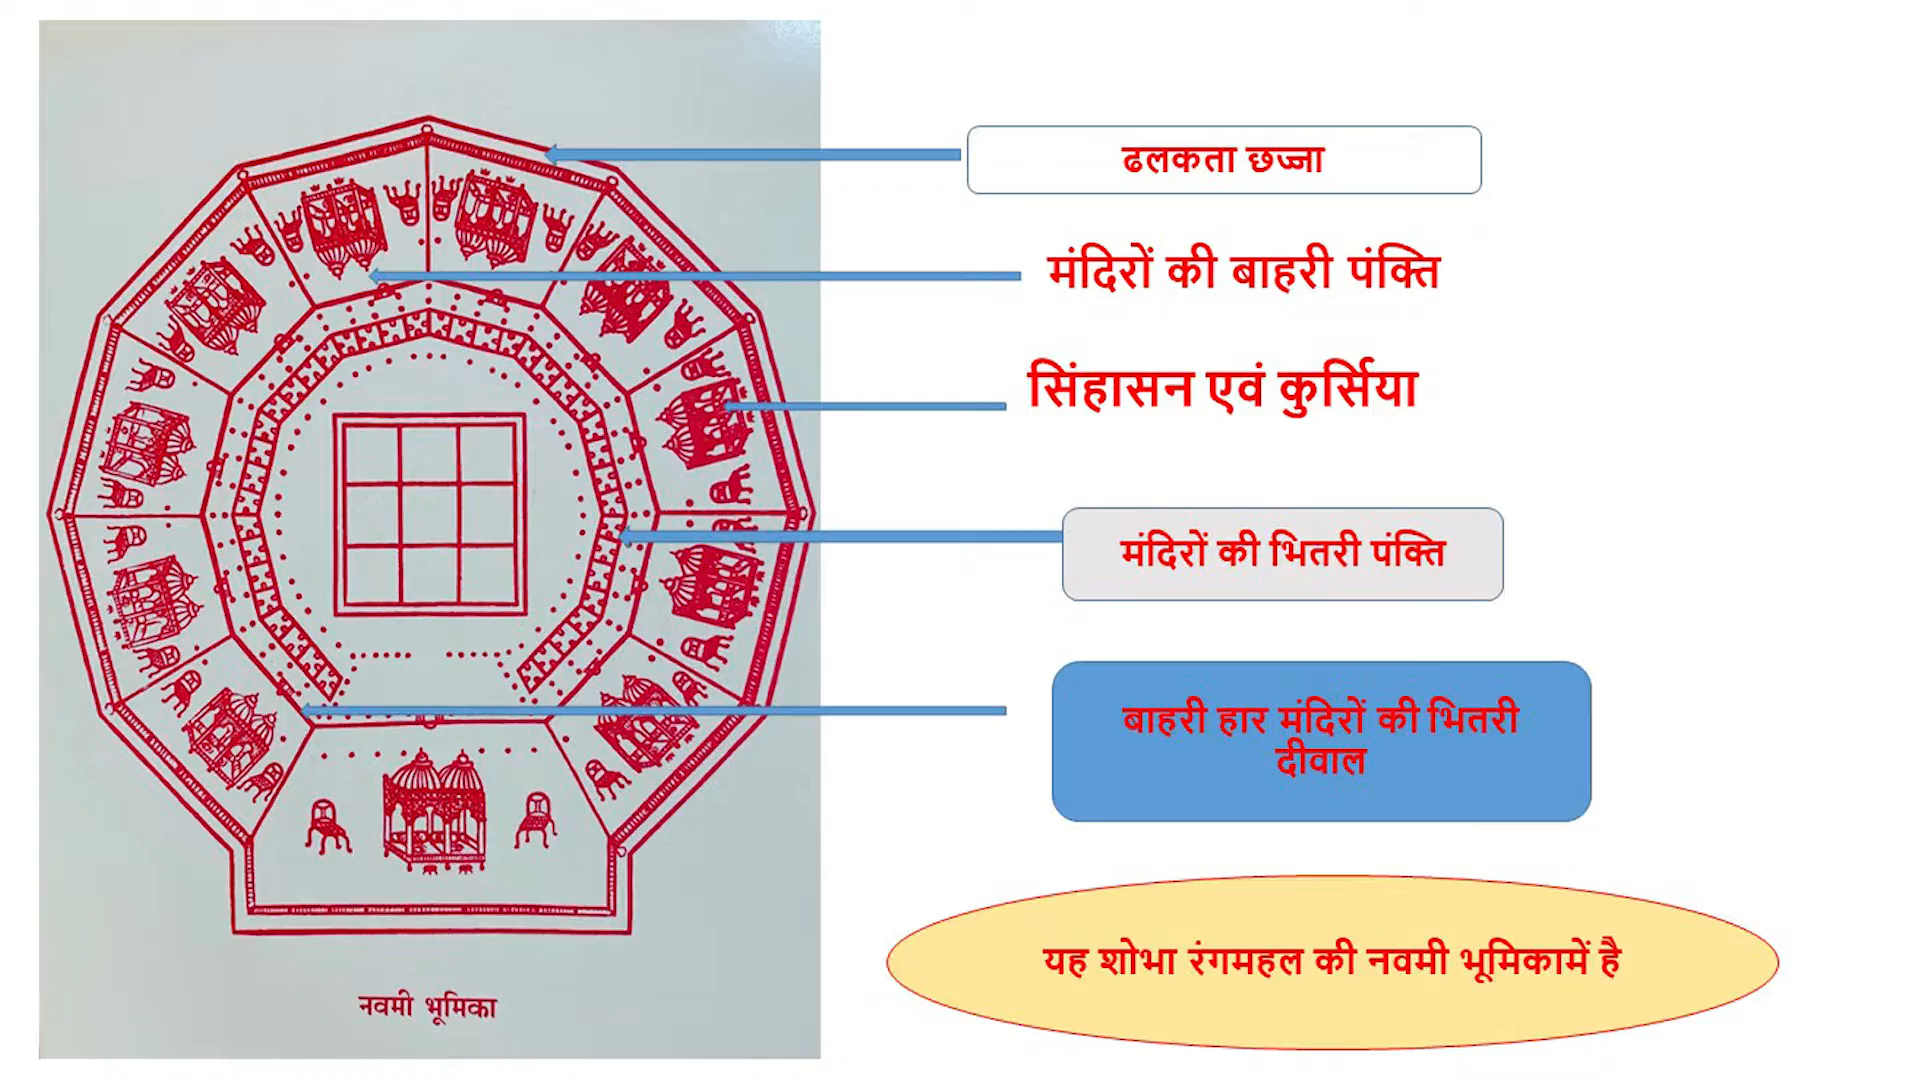 ढलकता छज्जा
मंदिरों की बाहरी पंक्ति
सिंहासन एवं कुर्सिया
मंदिरों की भितरी पंक्ति
बाहरी हार मंदिरों की भितरी
दीवाल
यह शोभा रंगमहल की नवमी भूमिकामें है
नवमी भूमिका